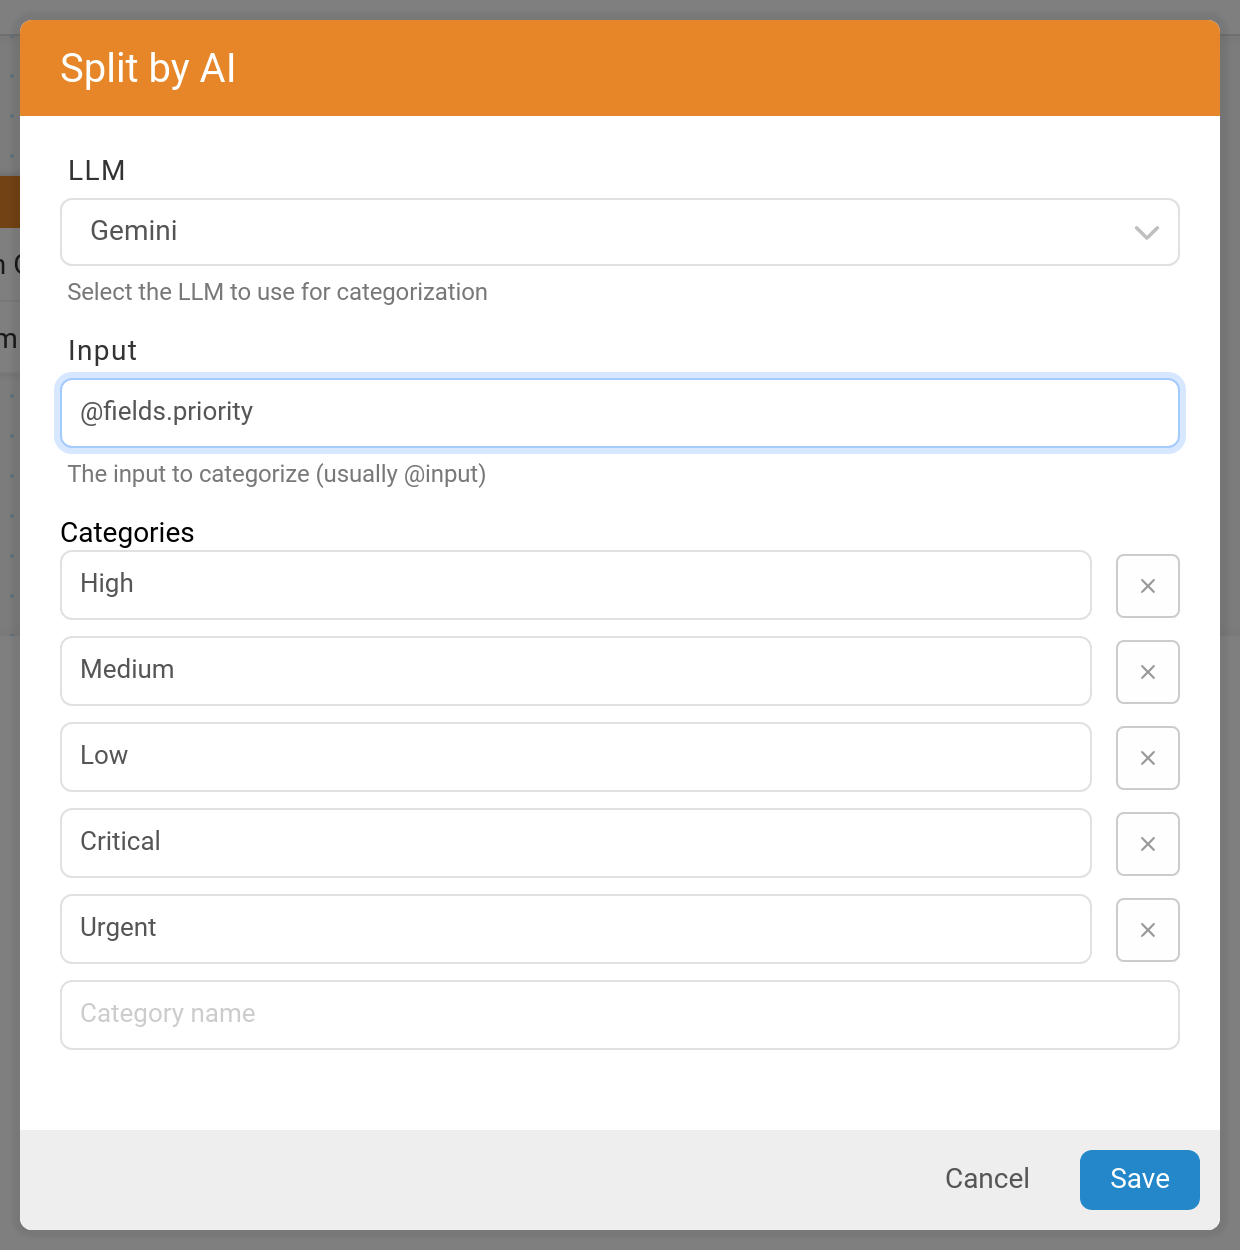 Split by AI
LLM
Gemini
Select the LLM to use for categorization
Input
@fields.priority
The input to categorize (usually @input)
Categories
High
Medium
Low
Critical
Urgent
Category name
Cancel
Save